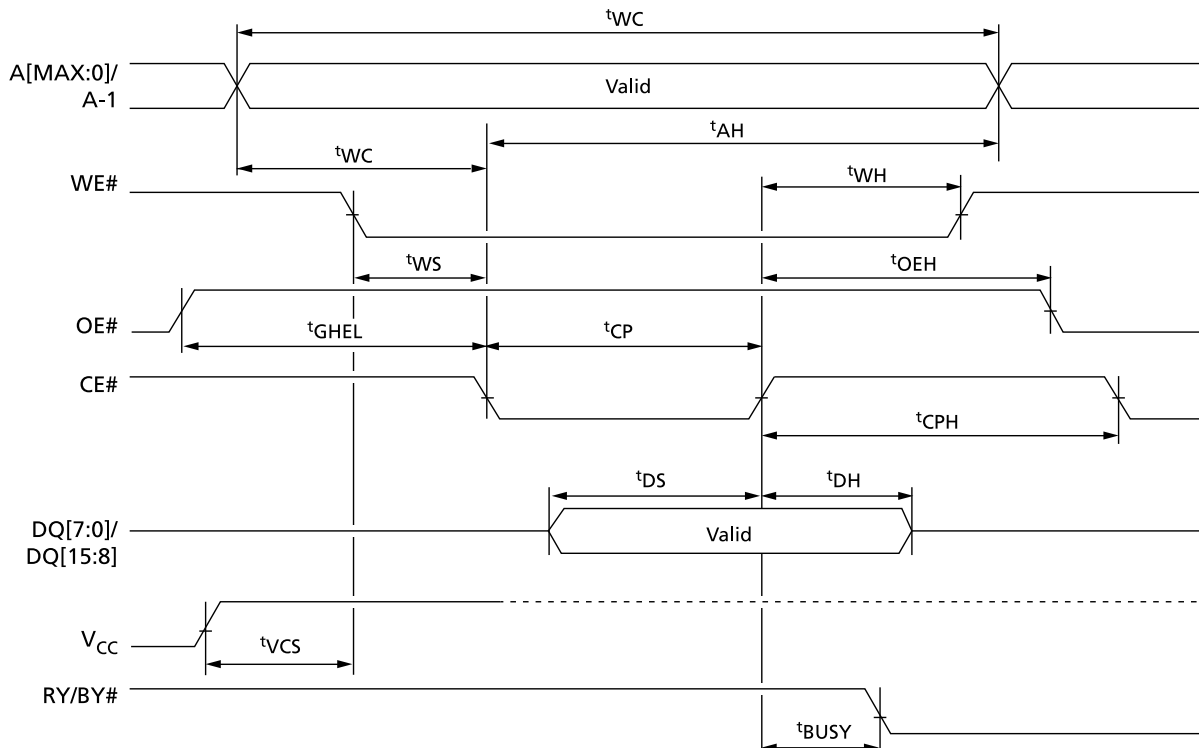 tWC
A[MAX:0]/
A-1
Valid
tAH
tWC
WE#
tWH
tWS
tOEH
OE#
tGHEL
tCP
CE#
tCPH
tDS
tDH
DQ[7:0]/
DQ[15:8]
Valid
VCC
tVCS
RY/BY#
tBUSY